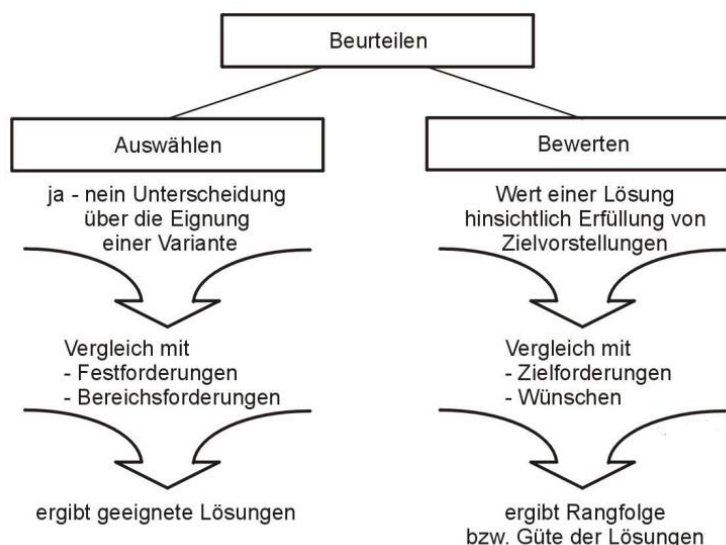 Beurteilen
Auswählen
ja - nein Unterscheidung
über die Eignung
einer Variante
Vergleich mit
- Festforderungen
- Bereichsforderungen
ergibt geeignete Lösungen
Bewerten
Wert einer Lösung
hinsichtlich Erfüllung von
Zielvorstellungen
Vergleich mit
- Zielforderungen
- Wünschen
ergibt Rangfolge
bzw. Güte der Lösungen